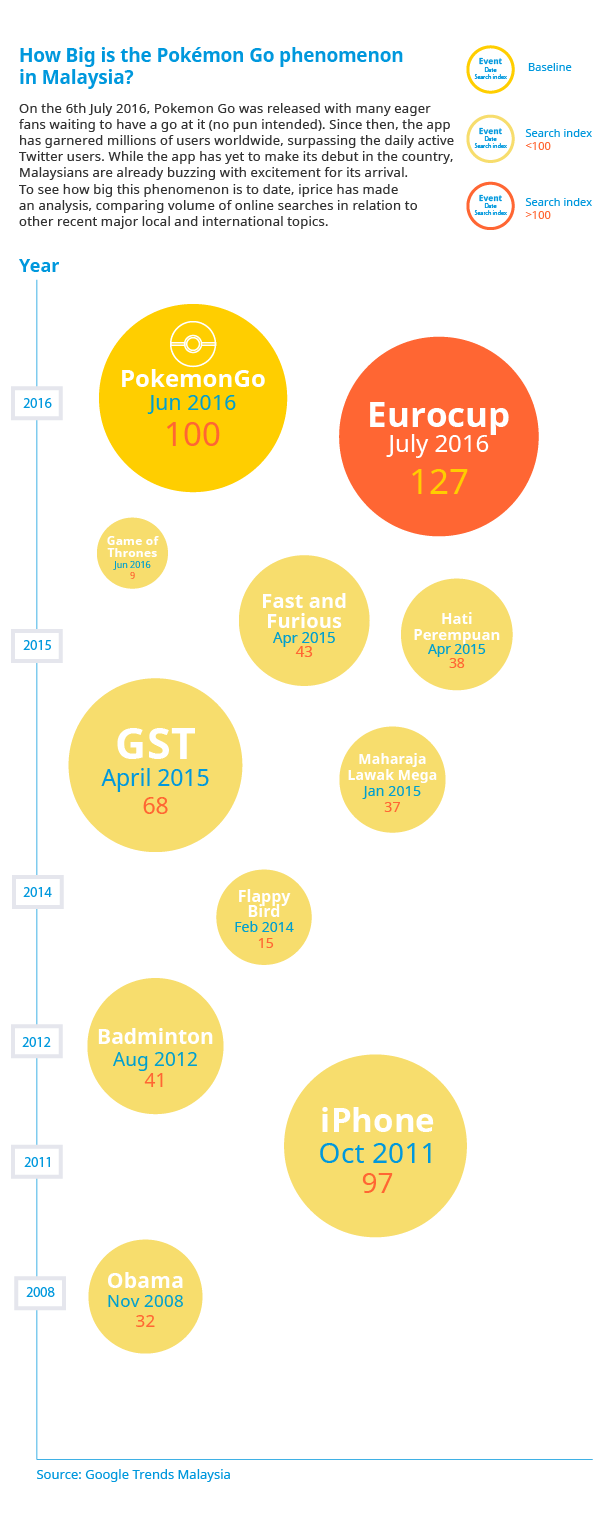 How Big is the Pokémon Go phenomenon
in Malaysia?
On the 6th July 2016, Pokemon Go was released with many eager
fans waiting to have a go at it (no pun intended). Since then, the app
has garnered millions of users worldwide, surpassing the daily active
Twitter users. While the app has yet to make its debut in the country,
Malaysians are already buzzing with excitement for its arrival.
To see how big this phenomenon is to date, iprice has made
an analysis, comparing volume of online searches in relation to
other recent major local and international topics.
Event
Date
Search index
Baseline
Event
Date
Search index
Search index
<100
Event
Date
Search index
Search index
>100
Year
2016
PokemonGo
Jun 2016
100
Eurocup
July 2016
127
Game of
Thrones
Jun 2016
9
2015
Fast and
Furious
Apr 2015
43
Hati
Perempuan
Apr 2015
38
GST
April 2015
68
Maharaja
Lawak Mega
Jan 2015
37
2014
Flappy
Bird
Feb 2014
15
2012
Badminton
Aug 2012
41
2011
iPhone
Oct 2011
97
2008
Obama
Nov 2008
32
Source: Google Trends Malaysia